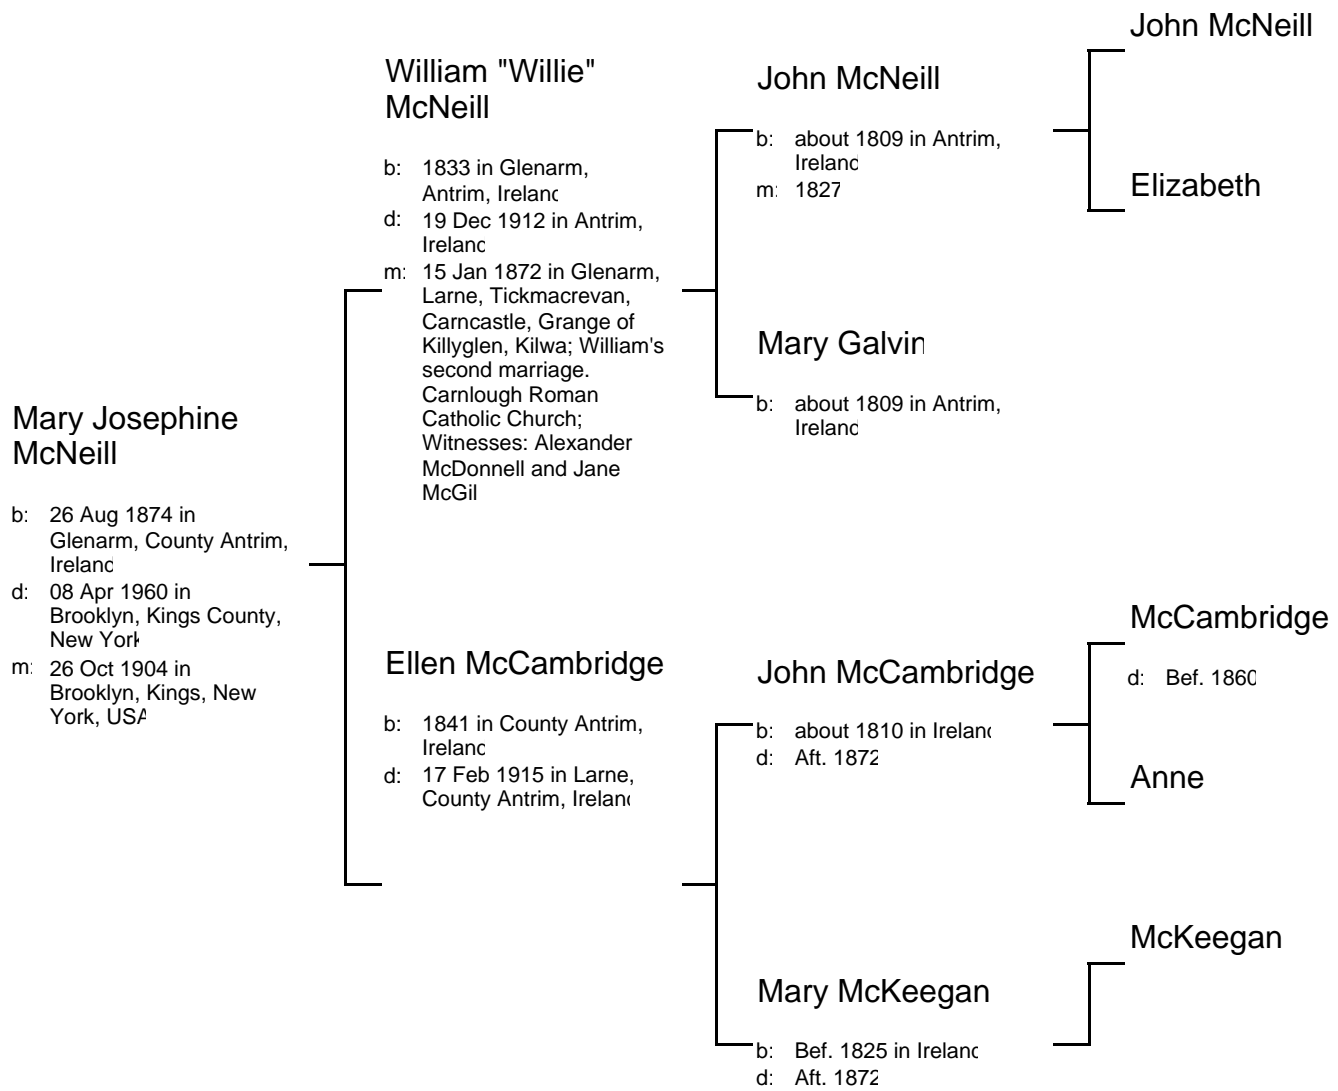 John McNeill
William "Willie"
McNeill
John McNeill
b: about 1809 in Antrim,
Ireland
m: 1827
b: 1833 in Glenarm,
Antrim, Ireland
d: 19 Dec 1912 in Antrim,
Ireland
m: 15 Jan 1872 in Glenarm,
Larne, Tickmacrevan,
Carncastle, Grange of
Killyglen, Kilwa; William's
second marriage.
Carnlough Roman
Catholic Church;
Witnesses: Alexander
McDonnell and Jane
McGil
Elizabeth
Mary Galvin
b: about 1809 in Antrim,
Ireland
Mary Josephine
McNeill
b: 26 Aug 1874 in
Glenarm, County Antrim,
Ireland
d: 08 Apr 1960 in
Brooklyn, Kings County,
New York
m: 26 Oct 1904 in
Brooklyn, Kings, New
York, USA
Ellen McCambridge
b: 1841 in County Antrim,
Ireland
d: 17 Feb 1915 in Larne,
County Antrim, Ireland
John McCambridge
b: about 1810 in Ireland
d: Aft. 1872
McCambridge
d: Bef. 1860
Anne
Mary McKeegan
b: Bef. 1825 in Ireland
d: Aft. 1872
McKeegan